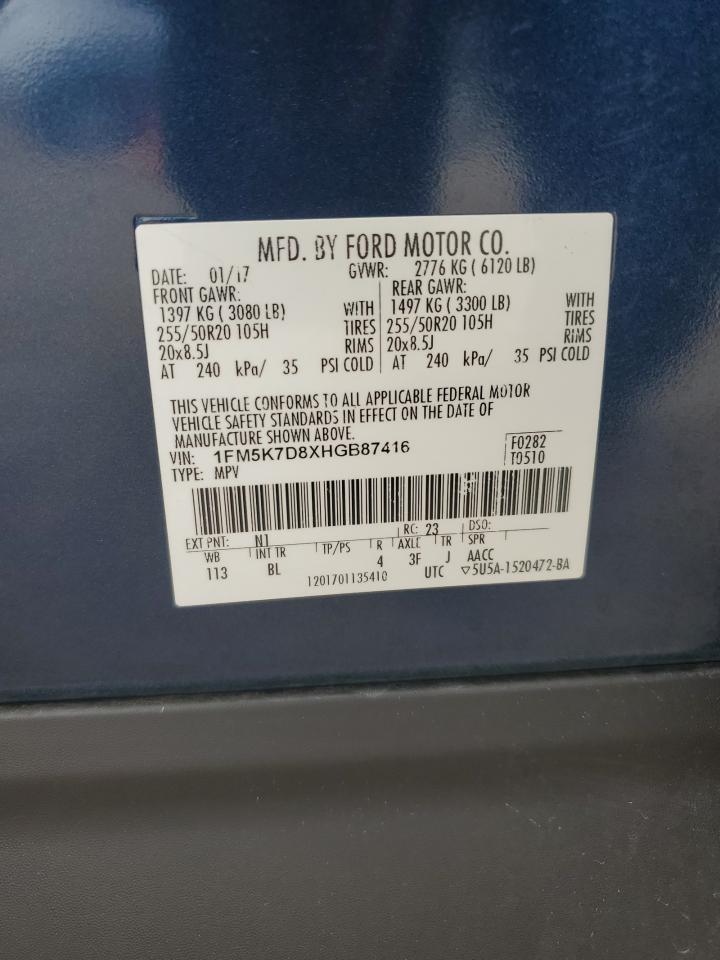 MFD. BY FORD MOTOR CO.
DATE: 01/17 GVWR: 2776 KG ( 6120 LB)
FRONT GAWR: REAR GAWR:
1397 KG ( 3080 LB) WITH 1497 KG ( 3300 LB) WITH
255/50R20 105H TIRES 255/50R20 105H TIRES
20x8.5J RIMS 20x8.5J RIMS
AT 240 kPa/ 35 PSI COLD AT 240 kPa/ 35 PSI COLD
THIS VEHICLE CONFORMS TO ALL APPLICABLE FEDERAL MOTOR
VEHICLE SAFETY STANDARDS IN EFFECT ON THE DATE OF
MANUFACTURE SHOWN ABOVE.
VIN: 1FM5K7D8XHGB87416 F0282
TYPE: MPV T0510
EXT PNT: N1 RC: 23 DSO:
WB INT TR TP/PS R AXLE TR SPR
113 BL 4 3F J AACC
1201701135410 UTC ▽5U5A-1520472-BA